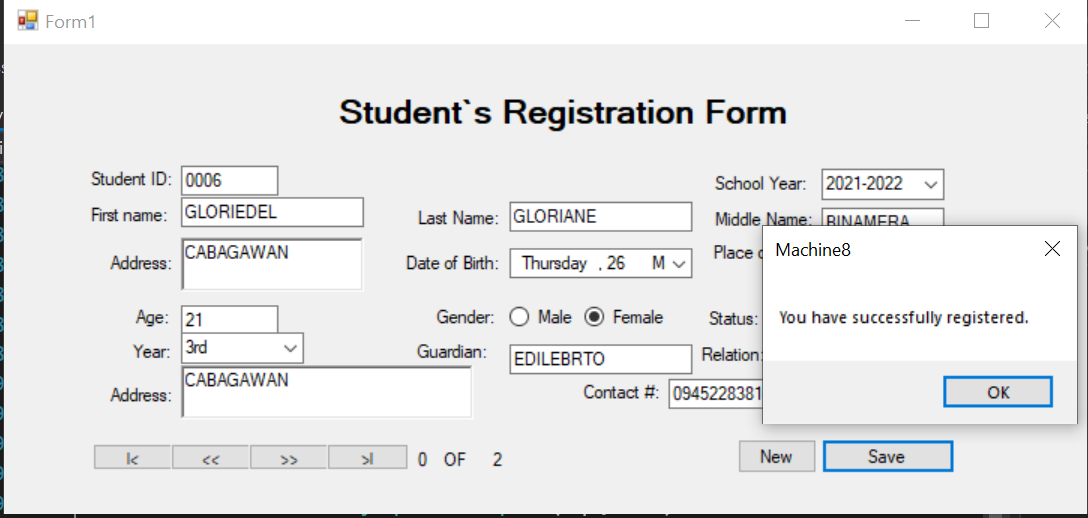 Form1
Student`s Registration Form
Student ID: 0006
School Year: 2021-2022
First name: GLORIEDEL
Last Name: GLORIANE
Middle Name: BINAMERA
Address: CABAGAWAN
Date of Birth: Thursday , 26 M
Place
Machine8
You have successfully registered.
OK
Age: 21
Gender: Male Female
Status:
Year: 3rd
Guardian: EDILEBRTO
Relation:
Address: CABAGAWAN
Contact #: 0945228381
|< << >> >| 0 OF 2
New Save